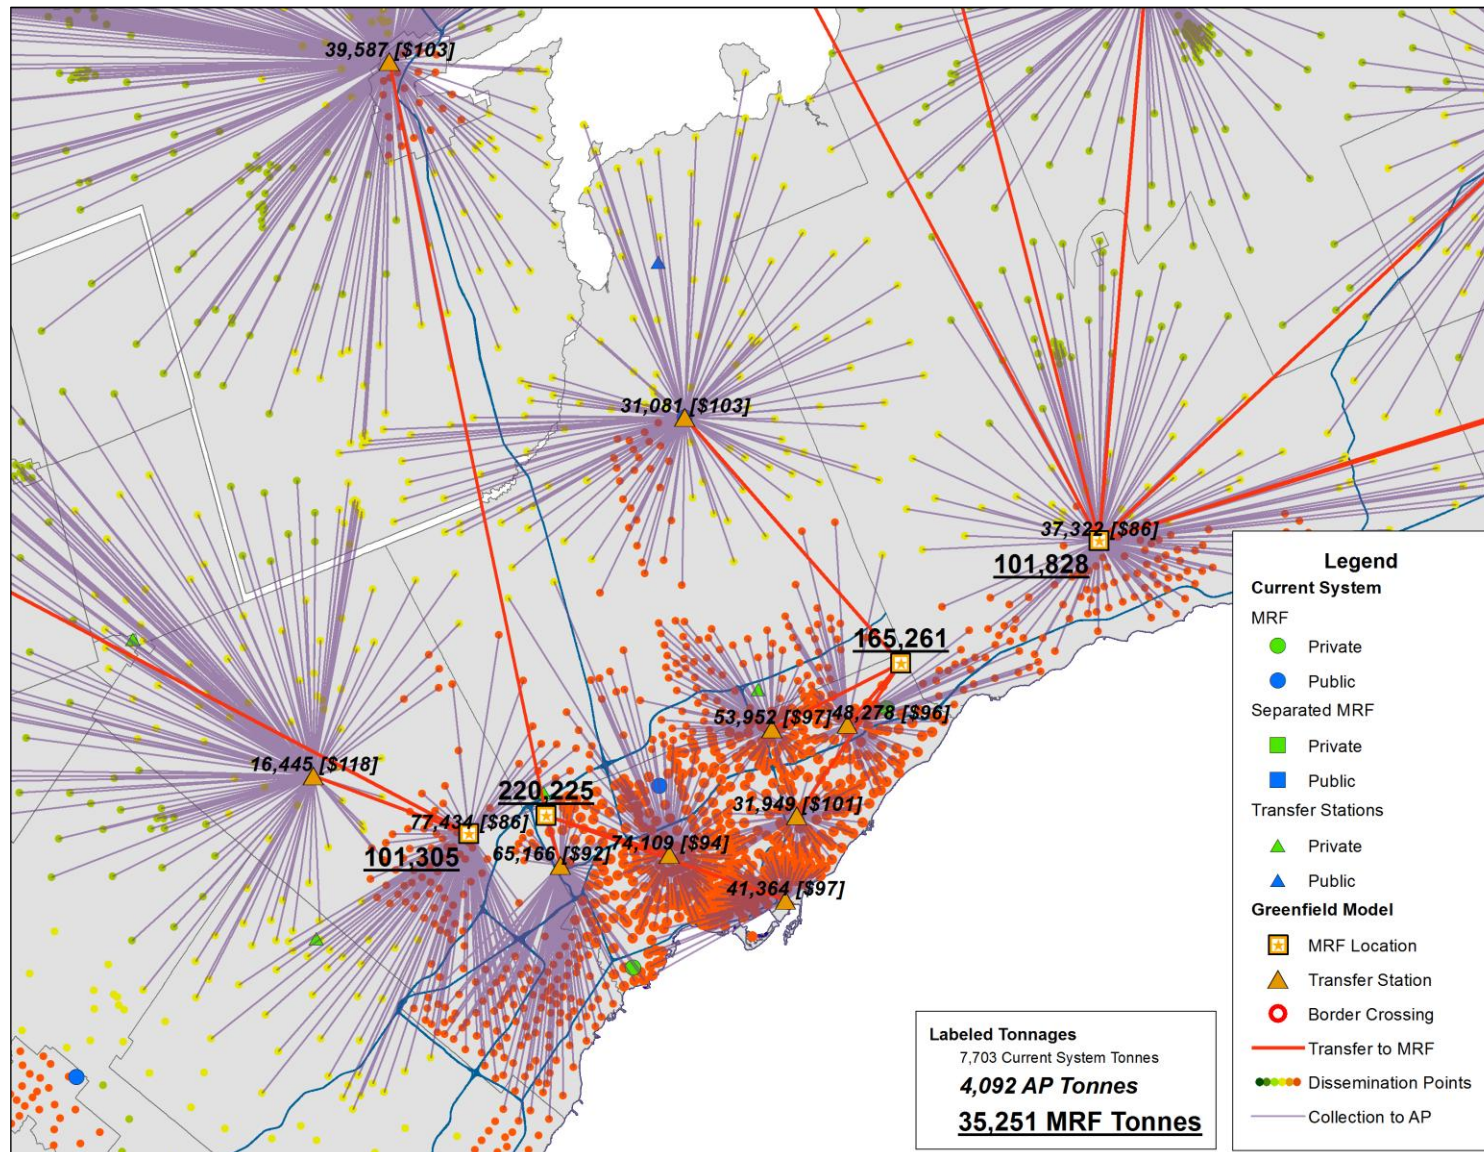 39,587 [$103]
31,081 [$103]
37,322 [$86]
101,828
165,261
53,952 [$97]
48,278 [$96]
16,445 [$118]
220,225
77,434 [$86]
31,949 [$101]
101,305
65,166 [$92]
74,109 [$94]
41,364 [$97]
Legend
Current System
MRF
Private
Public
Separated MRF
Private
Public
Transfer Stations
Private
Public
Greenfield Model
MRF Location
Transfer Station
Border Crossing
Transfer to MRF
Dissemination Points
Collection to AP
Labeled Tonnages
7,703 Current System Tonnes
4,092 AP Tonnes
35,251 MRF Tonnes